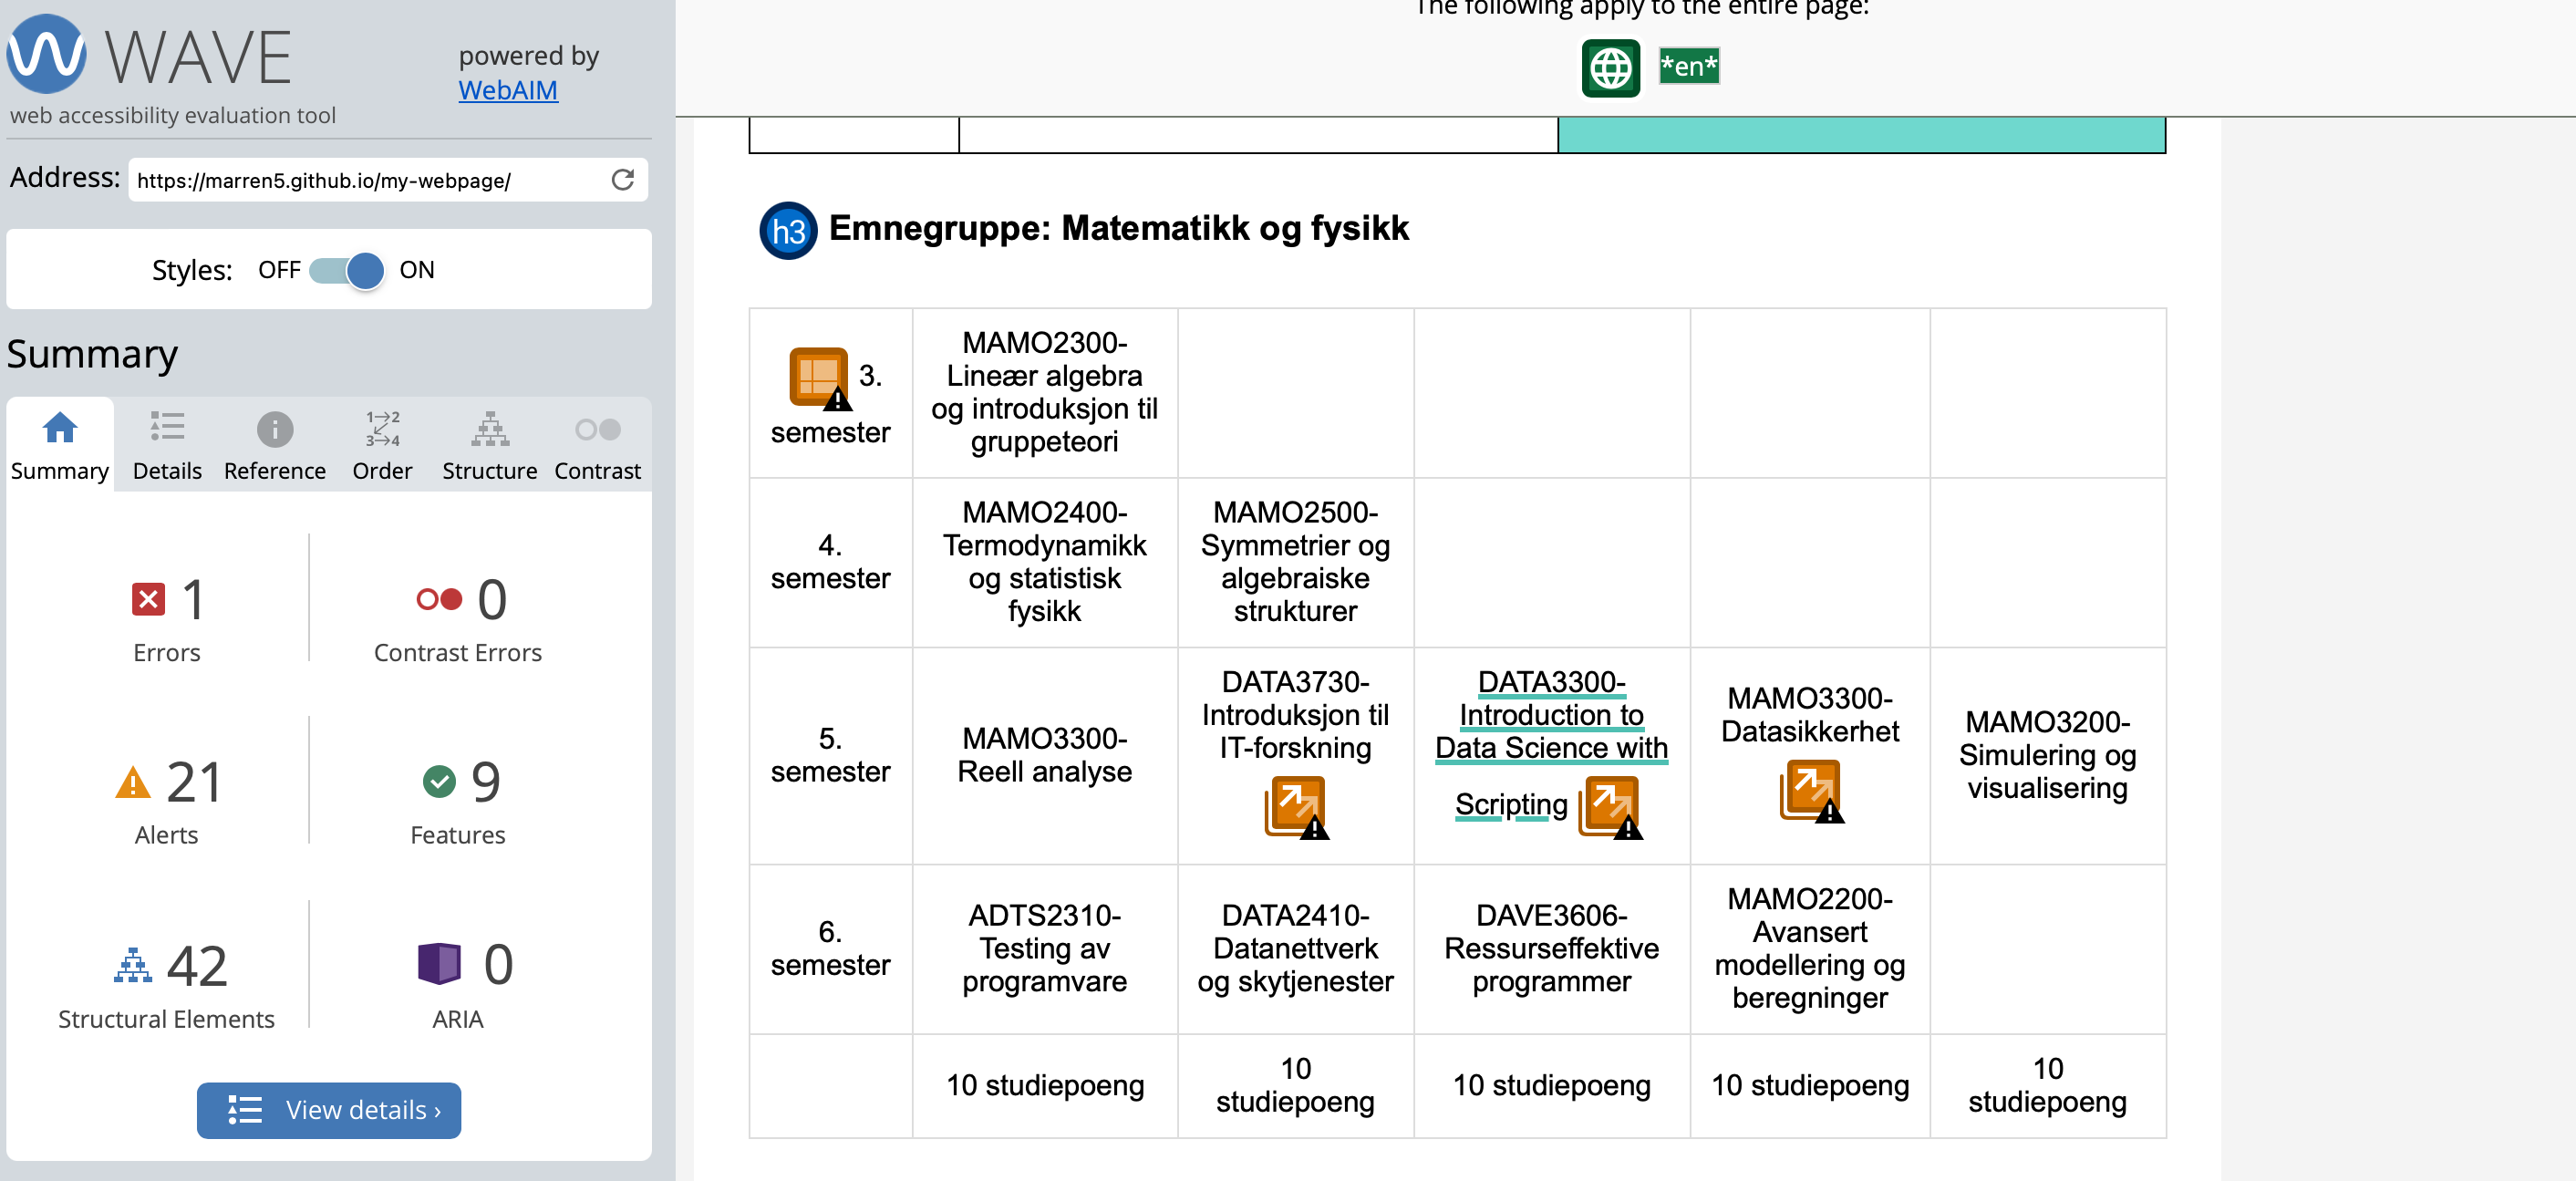 WAVE
powered by
WebAIM
web accessibility evaluation tool
Address: https://marren5.github.io/my-webpage/
Styles: OFF ON
Summary
Summary Details Reference Order Structure Contrast
1
Errors
0
Contrast Errors
21
Alerts
9
Features
42
Structural Elements
0
ARIA
View details ›
The following apply to the entire page:
*en*
h3 Emnegruppe: Matematikk og fysikk
3.
semester
MAMO2300-
Lineær algebra
og introduksjon til
gruppeteori
4.
semester
MAMO2400-
Termodynamikk
og statistisk
fysikk
MAMO2500-
Symmetrier og
algebraiske
strukturer
5.
semester
MAMO3300-
Reell analyse
DATA3730-
Introduksjon til
IT-forskning
DATA3300-
Introduction to
Data Science with
Scripting
MAMO3300-
Datasikkerhet
MAMO3200-
Simulering og
visualisering
6.
semester
ADTS2310-
Testing av
programvare
DATA2410-
Datanettverk
og skytjenester
DAVE3606-
Ressurseffektive
programmer
MAMO2200-
Avansert
modellering og
beregninger
10 studiepoeng
10
studiepoeng
10 studiepoeng
10 studiepoeng
10
studiepoeng